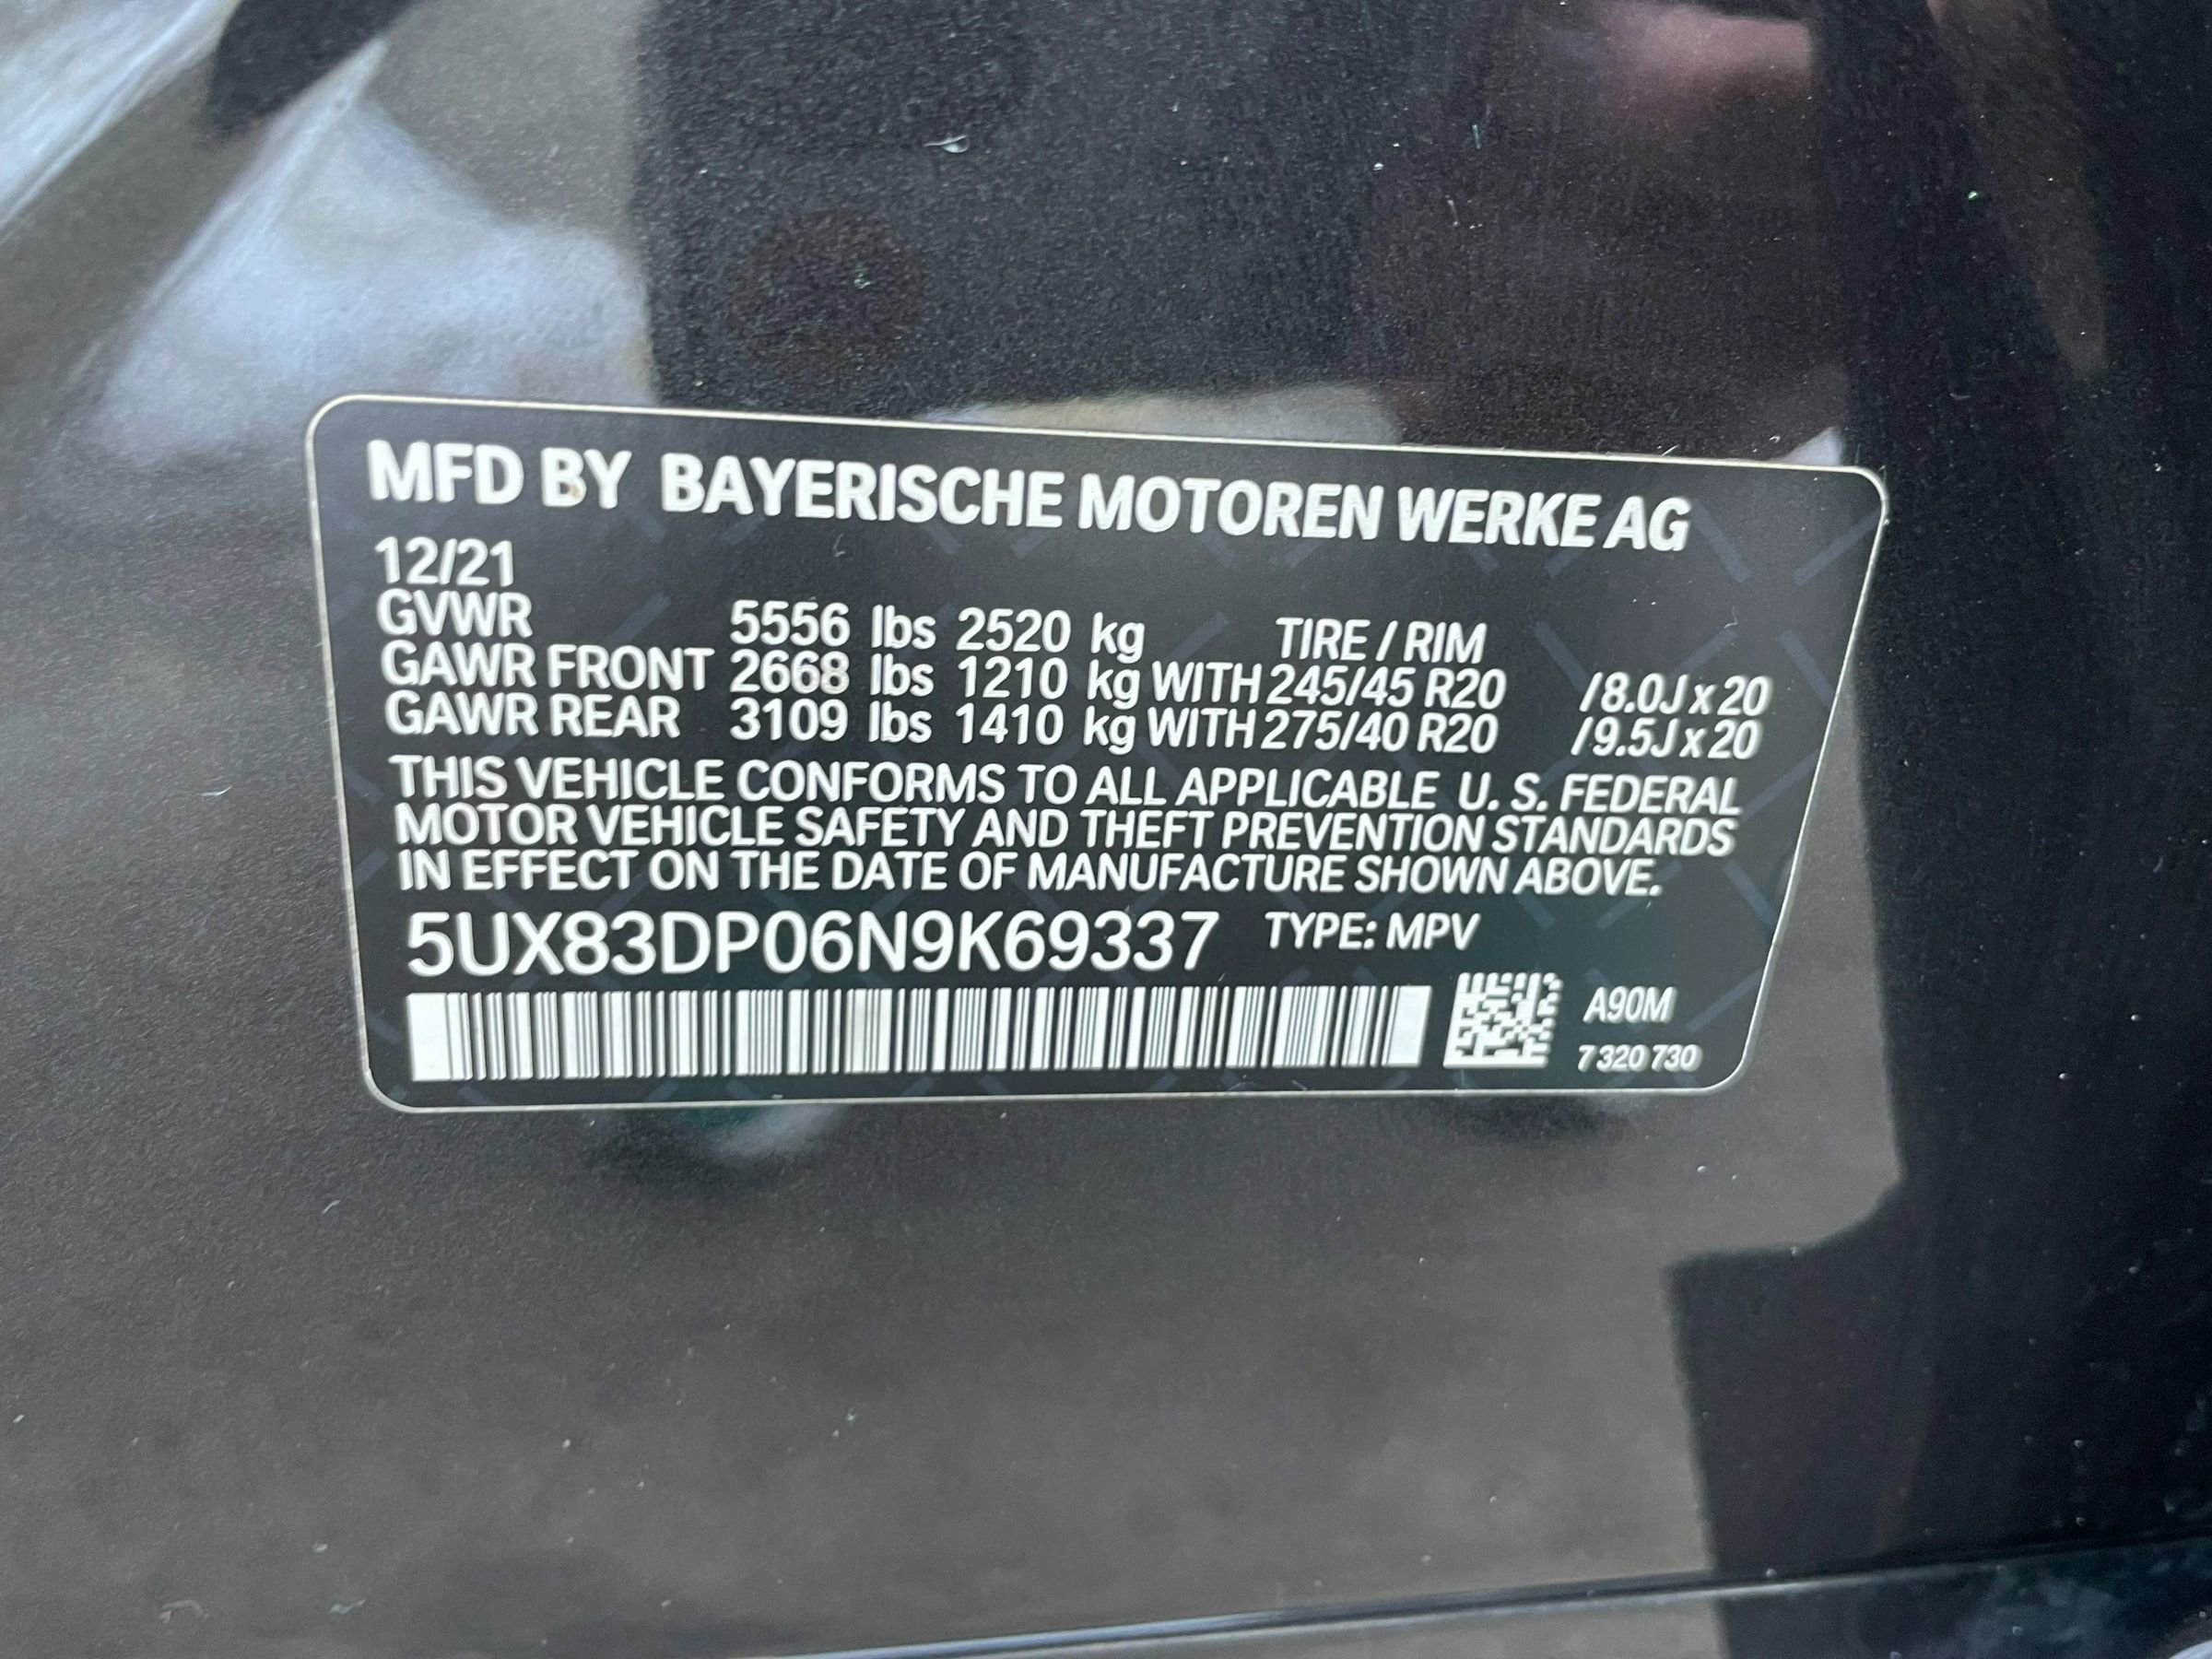 MFD BY BAYERISCHE MOTOREN WERKE AG
12/21
GVWR 5556 lbs 2520 kg TIRE / RIM
GAWR FRONT 2668 lbs 1210 kg WITH 245/45 R20 /8.0J x 20
GAWR REAR 3109 lbs 1410 kg WITH 275/40 R20 /9.5J x 20
THIS VEHICLE CONFORMS TO ALL APPLICABLE U. S. FEDERAL
MOTOR VEHICLE SAFETY AND THEFT PREVENTION STANDARDS
IN EFFECT ON THE DATE OF MANUFACTURE SHOWN ABOVE.
5UX83DP06N9K69337 TYPE: MPV
A90M
7 320 730